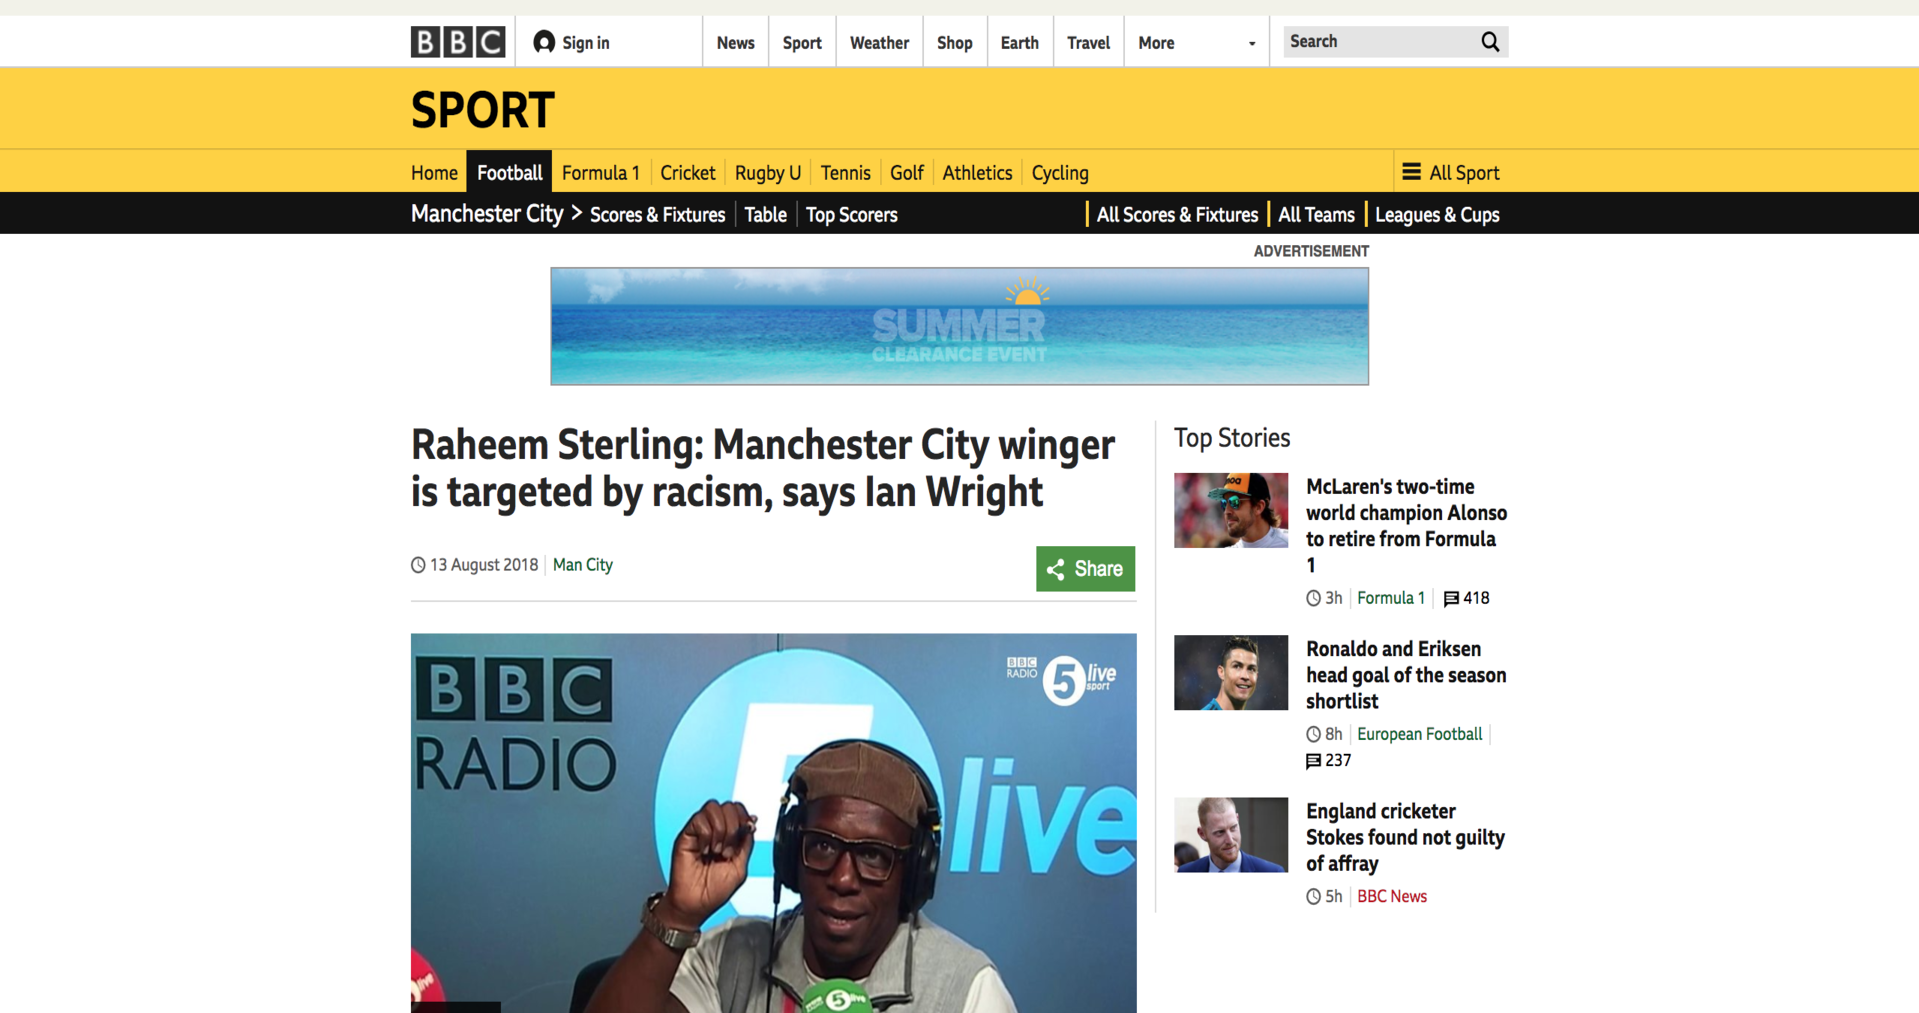 BBC
Sign in
News
Sport
Weather
Shop
Earth
Travel
More
Search
SPORT
Home
Football
Formula 1
Cricket
Rugby U
Tennis
Golf
Athletics
Cycling
All Sport
Manchester City >
Scores & Fixtures
Table
Top Scorers
All Scores & Fixtures
All Teams
Leagues & Cups
ADVERTISEMENT
SUMMER
CLEARANCE EVENT
Raheem Sterling: Manchester City winger
is targeted by racism, says Ian Wright
13 August 2018
Man City
Share
BBC
RADIO
5 live
BBC
RADIO
5 live
sport
live
5 live
Top Stories
McLaren's two-time
world champion Alonso
to retire from Formula
1
3h
Formula 1
418
Ronaldo and Eriksen
head goal of the season
shortlist
8h
European Football
237
England cricketer
Stokes found not guilty
of affray
5h
BBC News